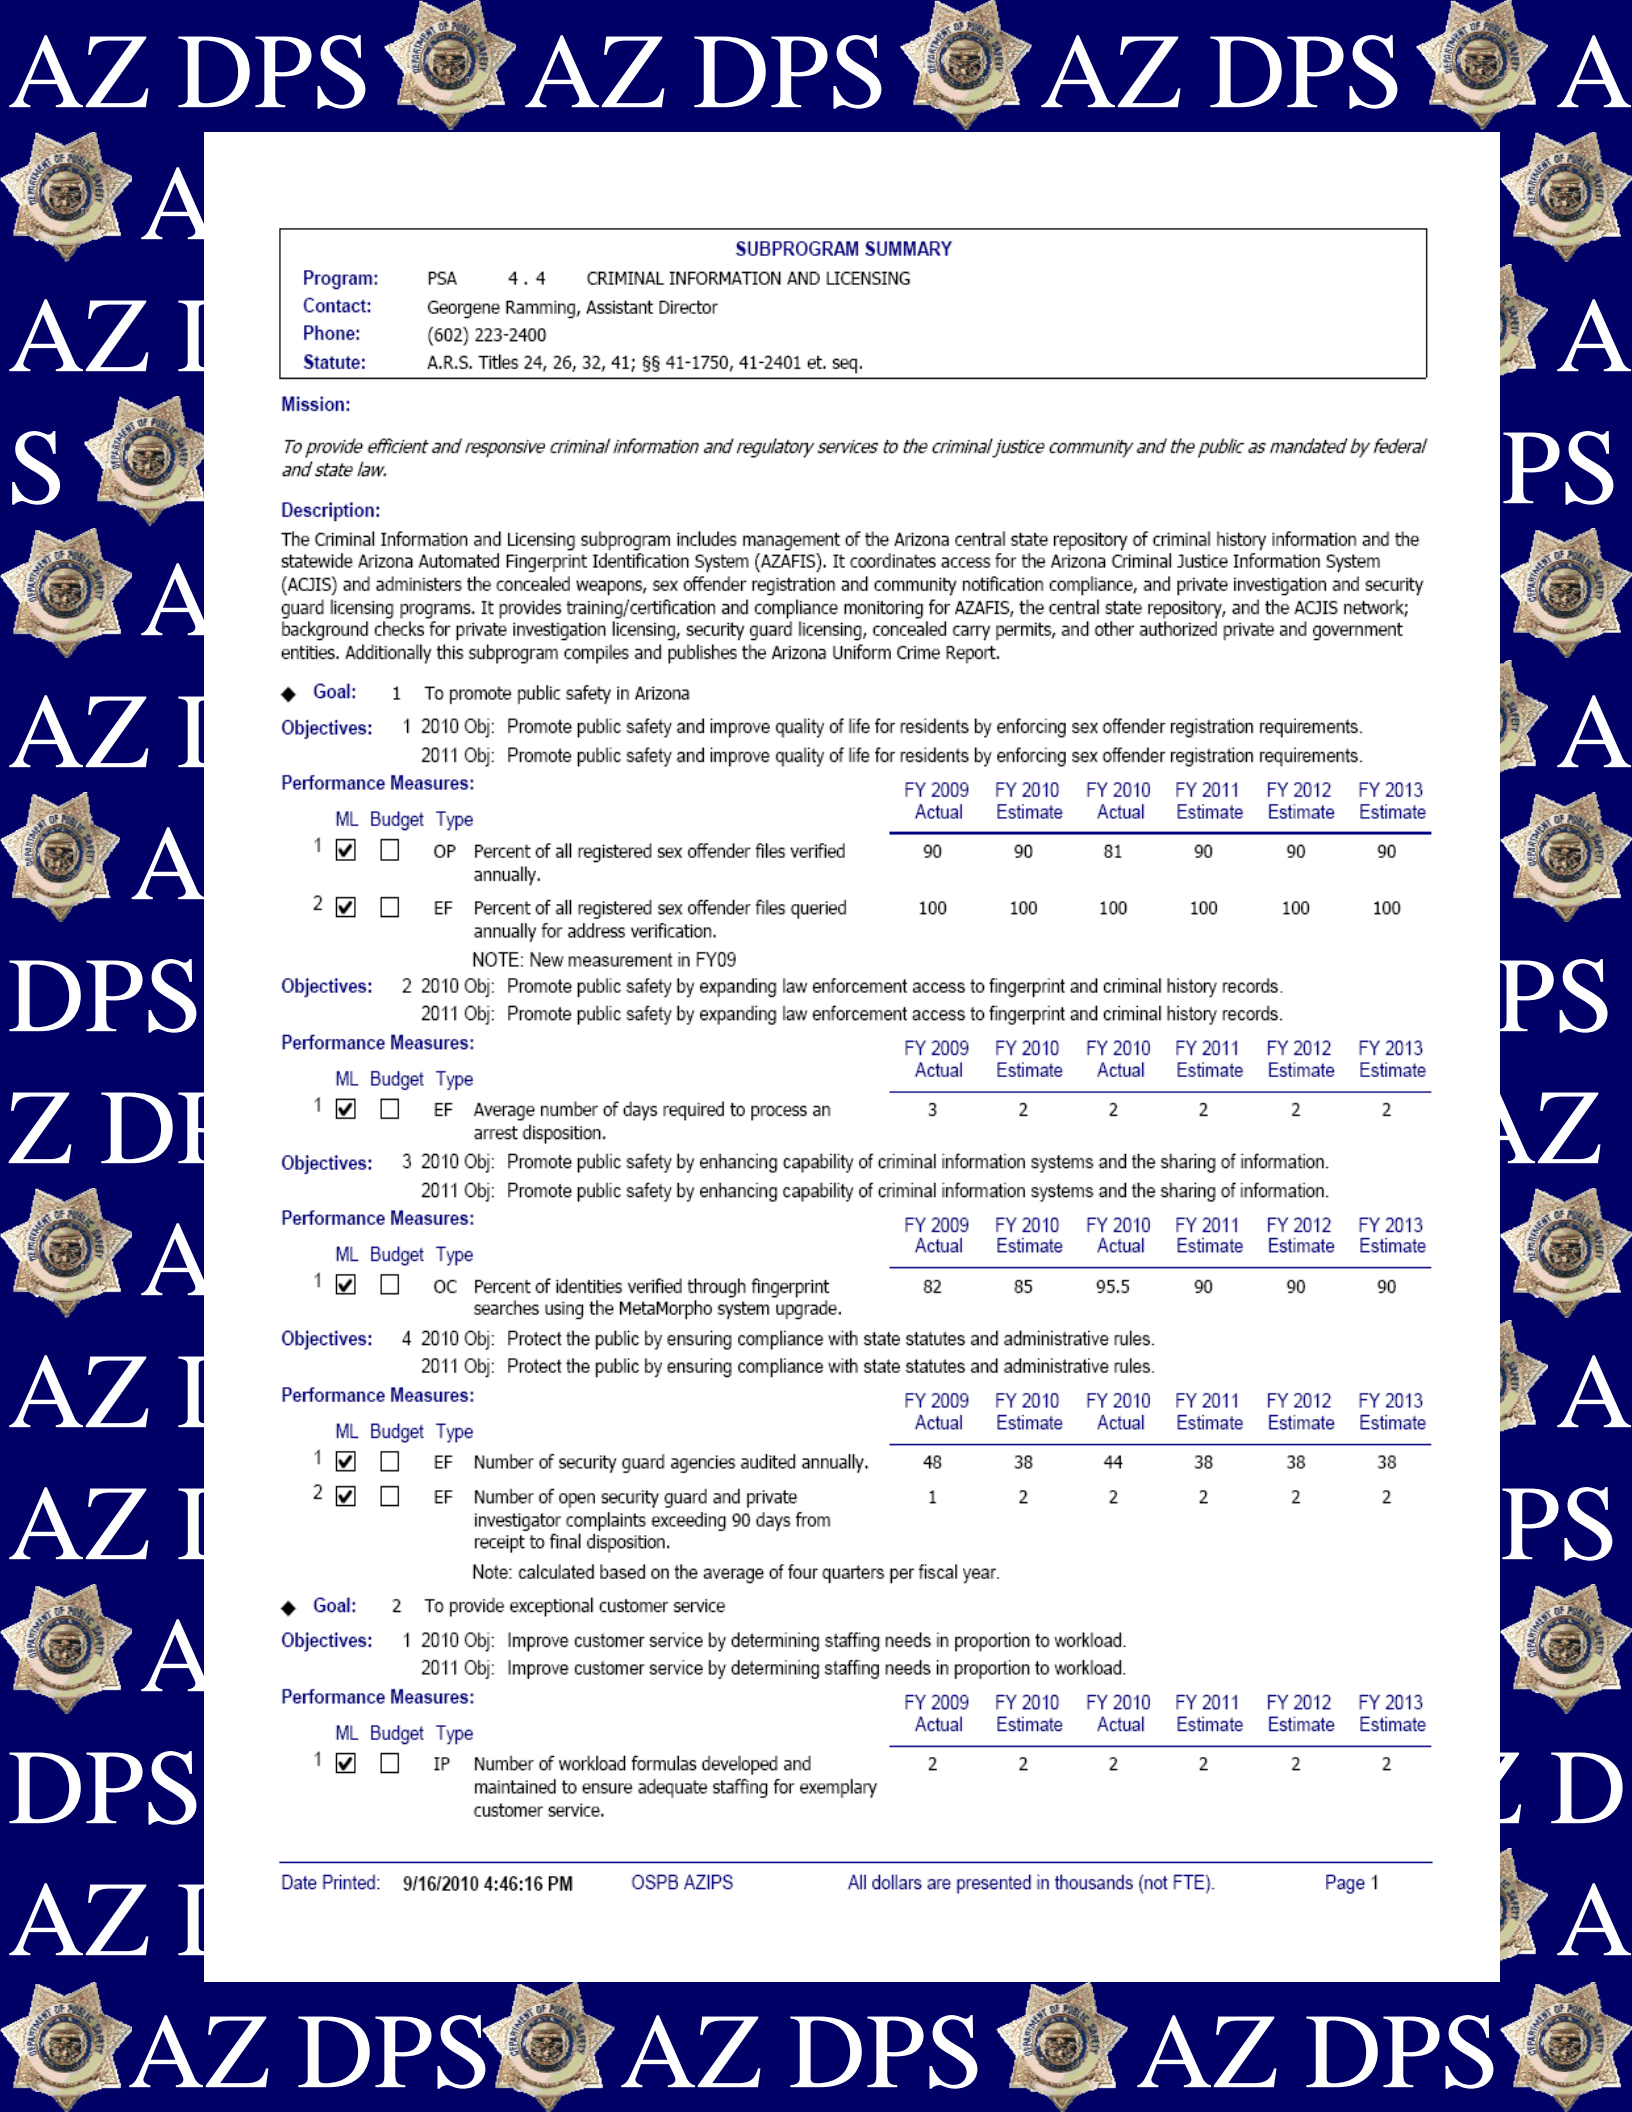 AZ DPS AZ DPS AZ DPS A
SUBPROGRAM SUMMARY
Program: PSA 4 . 4 CRIMINAL INFORMATION AND LICENSING
Contact: Georgene Ramming, Assistant Director
Phone: (602) 223-2400
Statute: A.R.S. Titles 24, 26, 32, 41; §§ 41-1750, 41-2401 et. seq.
Mission:
To provide efficient and responsive criminal information and regulatory services to the criminal justice community and the public as mandated by federal
and state law.
Description:
The Criminal Information and Licensing subprogram includes management of the Arizona central state repository of criminal history information and the
statewide Arizona Automated Fingerprint Identification System (AZAFIS). It coordinates access for the Arizona Criminal Justice Information System
(ACJIS) and administers the concealed weapons, sex offender registration and community notification compliance, and private investigation and security
guard licensing programs. It provides training/certification and compliance monitoring for AZAFIS, the central state repository, and the ACJIS network;
background checks for private investigation licensing, security guard licensing, concealed carry permits, and other authorized private and government
entities. Additionally this subprogram compiles and publishes the Arizona Uniform Crime Report.
◆ Goal: 1 To promote public safety in Arizona
Objectives: 1 2010 Obj: Promote public safety and improve quality of life for residents by enforcing sex offender registration requirements.
2011 Obj: Promote public safety and improve quality of life for residents by enforcing sex offender registration requirements.
Performance Measures:
FY 2009 FY 2010 FY 2010 FY 2011 FY 2012 FY 2013
Actual Estimate Actual Estimate Estimate Estimate
ML Budget Type
1 OP Percent of all registered sex offender files verified 90 90 81 90 90 90
annually.
2 EF Percent of all registered sex offender files queried 100 100 100 100 100 100
annually for address verification.
NOTE: New measurement in FY09
Objectives: 2 2010 Obj: Promote public safety by expanding law enforcement access to fingerprint and criminal history records.
2011 Obj: Promote public safety by expanding law enforcement access to fingerprint and criminal history records.
Performance Measures:
FY 2009 FY 2010 FY 2010 FY 2011 FY 2012 FY 2013
Actual Estimate Actual Estimate Estimate Estimate
ML Budget Type
1 EF Average number of days required to process an 3 2 2 2 2 2
arrest disposition.
Objectives: 3 2010 Obj: Promote public safety by enhancing capability of criminal information systems and the sharing of information.
2011 Obj: Promote public safety by enhancing capability of criminal information systems and the sharing of information.
Performance Measures:
FY 2009 FY 2010 FY 2010 FY 2011 FY 2012 FY 2013
Actual Estimate Actual Estimate Estimate Estimate
ML Budget Type
1 OC Percent of identities verified through fingerprint 82 85 95.5 90 90 90
searches using the MetaMorpho system upgrade.
Objectives: 4 2010 Obj: Protect the public by ensuring compliance with state statutes and administrative rules.
2011 Obj: Protect the public by ensuring compliance with state statutes and administrative rules.
Performance Measures:
FY 2009 FY 2010 FY 2010 FY 2011 FY 2012 FY 2013
Actual Estimate Actual Estimate Estimate Estimate
ML Budget Type
1 EF Number of security guard agencies audited annually. 48 38 44 38 38 38
2 EF Number of open security guard and private 1 2 2 2 2 2
investigator complaints exceeding 90 days from
receipt to final disposition.
Note: calculated based on the average of four quarters per fiscal year.
◆ Goal: 2 To provide exceptional customer service
Objectives: 1 2010 Obj: Improve customer service by determining staffing needs in proportion to workload.
2011 Obj: Improve customer service by determining staffing needs in proportion to workload.
Performance Measures:
FY 2009 FY 2010 FY 2010 FY 2011 FY 2012 FY 2013
Actual Estimate Actual Estimate Estimate Estimate
ML Budget Type
1 IP Number of workload formulas developed and 2 2 2 2 2 2
maintained to ensure adequate staffing for exemplary
customer service.
Date Printed: 9/16/2010 4:46:16 PM OSPB AZIPS All dollars are presented in thousands (not FTE). Page 1
AZ DPS AZ DPS AZ DPS